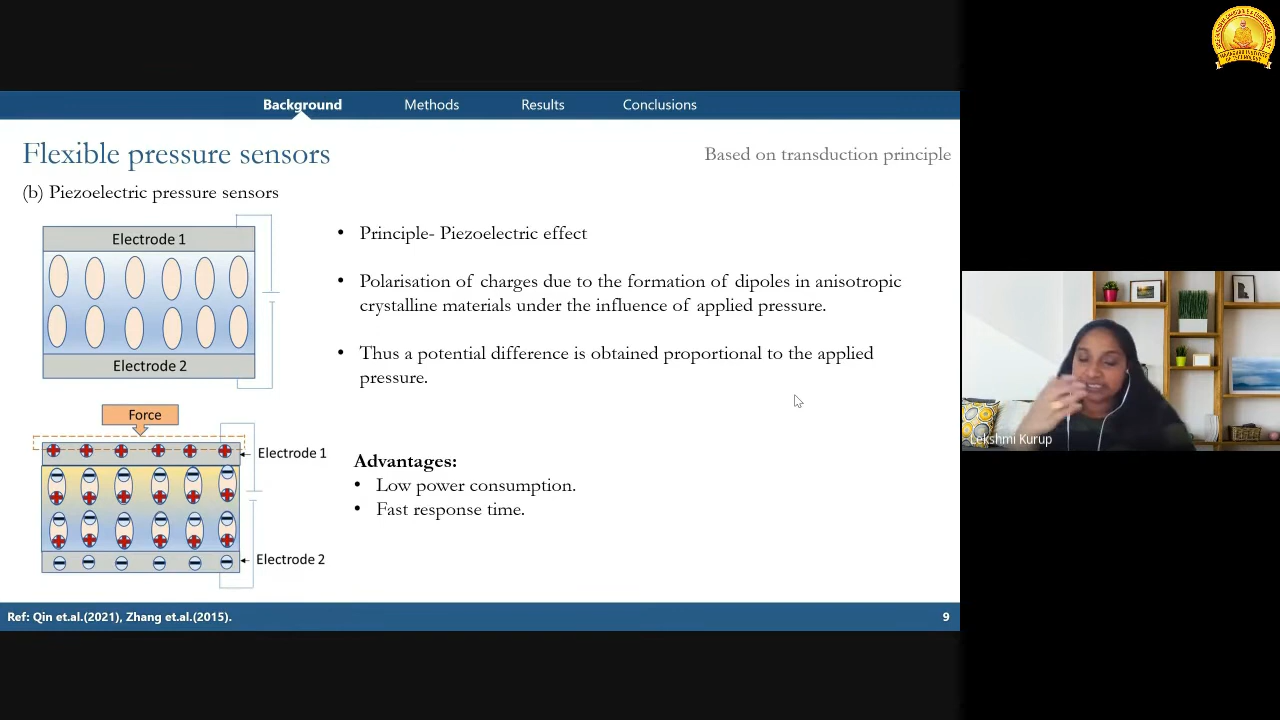 Background Methods Results Conclusions
Flexible pressure sensors
Based on transduction principle
(b) Piezoelectric pressure sensors
Electrode 1
Electrode 2
Force
Electrode 1
Electrode 2
• Principle- Piezoelectric effect
• Polarisation of charges due to the formation of dipoles in anisotropic
crystalline materials under the influence of applied pressure.
• Thus a potential difference is obtained proportional to the applied
pressure.
Advantages:
• Low power consumption.
• Fast response time.
Ref: Qin et.al.(2021), Zhang et.al.(2015).
9
Lekshmi Kurup